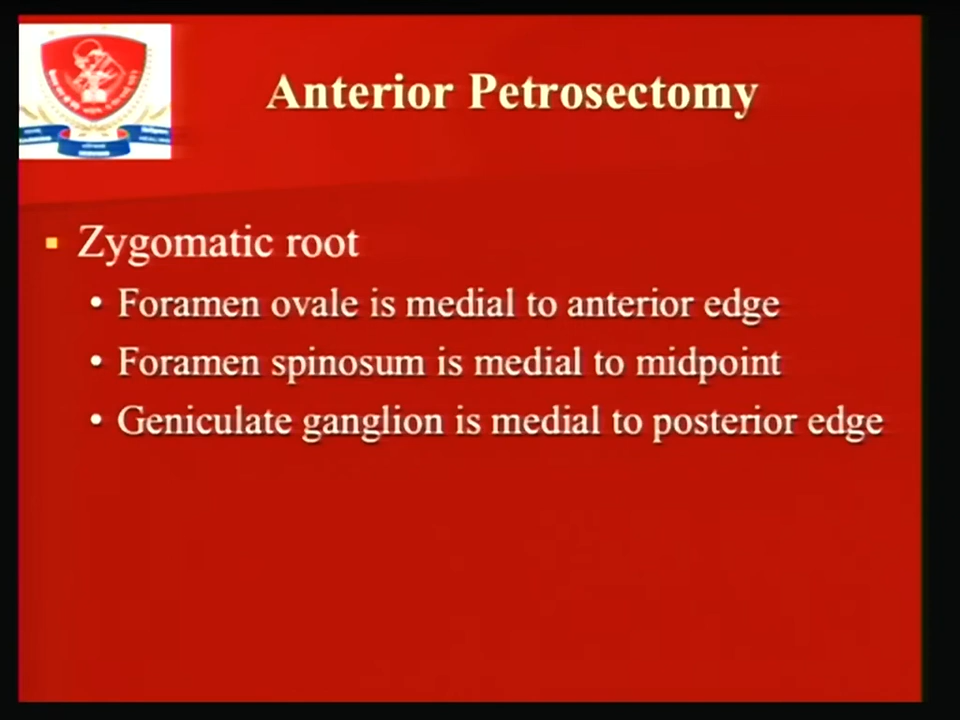 Anterior Petrosectomy
Zygomatic root
Foramen ovale is medial to anterior edge
Foramen spinosum is medial to midpoint
Geniculate ganglion is medial to posterior edge